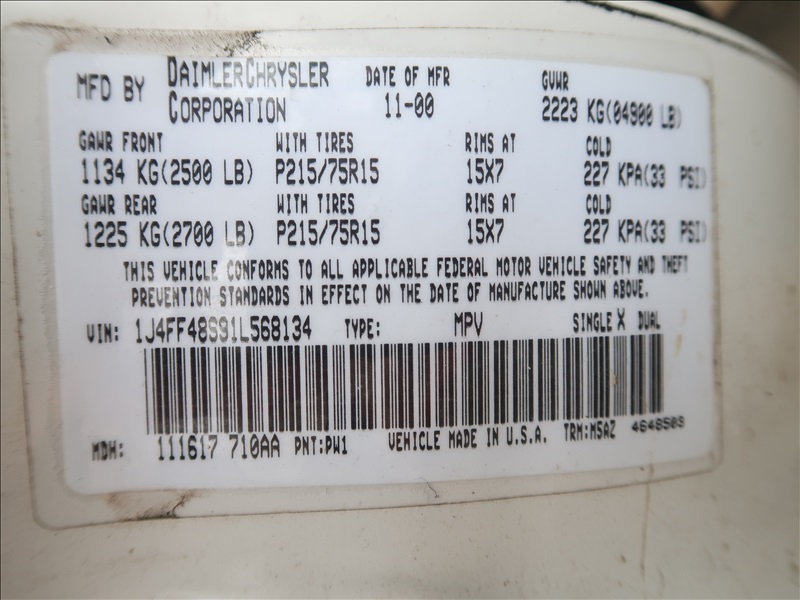 MFD BY DAIMLERCHRYSLER CORPORATION DATE OF MFR 11-00 GVWR 2223 KG(04900 LB)
GAWR FRONT WITH TIRES RIMS AT COLD
1134 KG(2500 LB) P215/75R15 15X7 227 KPA(33 PSI)
GAWR REAR WITH TIRES RIMS AT COLD
1225 KG(2700 LB) P215/75R15 15X7 227 KPA(33 PSI)
THIS VEHICLE CONFORMS TO ALL APPLICABLE FEDERAL MOTOR VEHICLE SAFETY AND THEFT
PREVENTION STANDARDS IN EFFECT ON THE DATE OF MANUFACTURE SHOWN ABOVE.
VIN: 1J4FF48S91L568134 TYPE: MPV SINGLE X DUAL
MDH: 111617 710AA PNT:PW1 VEHICLE MADE IN U.S.A. TRM:M5AZ 4648503